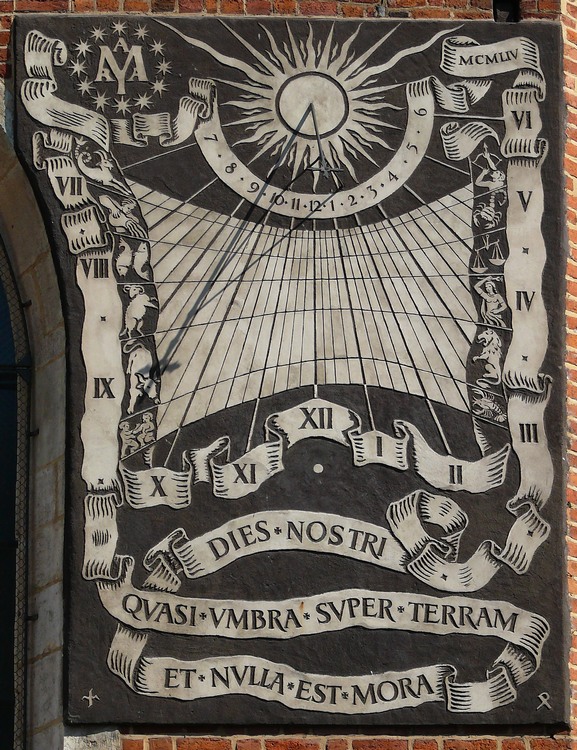 MAYA
MCMLIV
7 · 8 · 9 · 10 · 11 · 12 · 1 · 2 · 3 · 4 · 5 · 6
VI
VII
V
VIII
IV
IX
III
XII
XI
I
X
II
DIES · NOSTRI
QVASI · VMBRA · SVPER · TERRAM
ET · NVLLA · EST · MORA